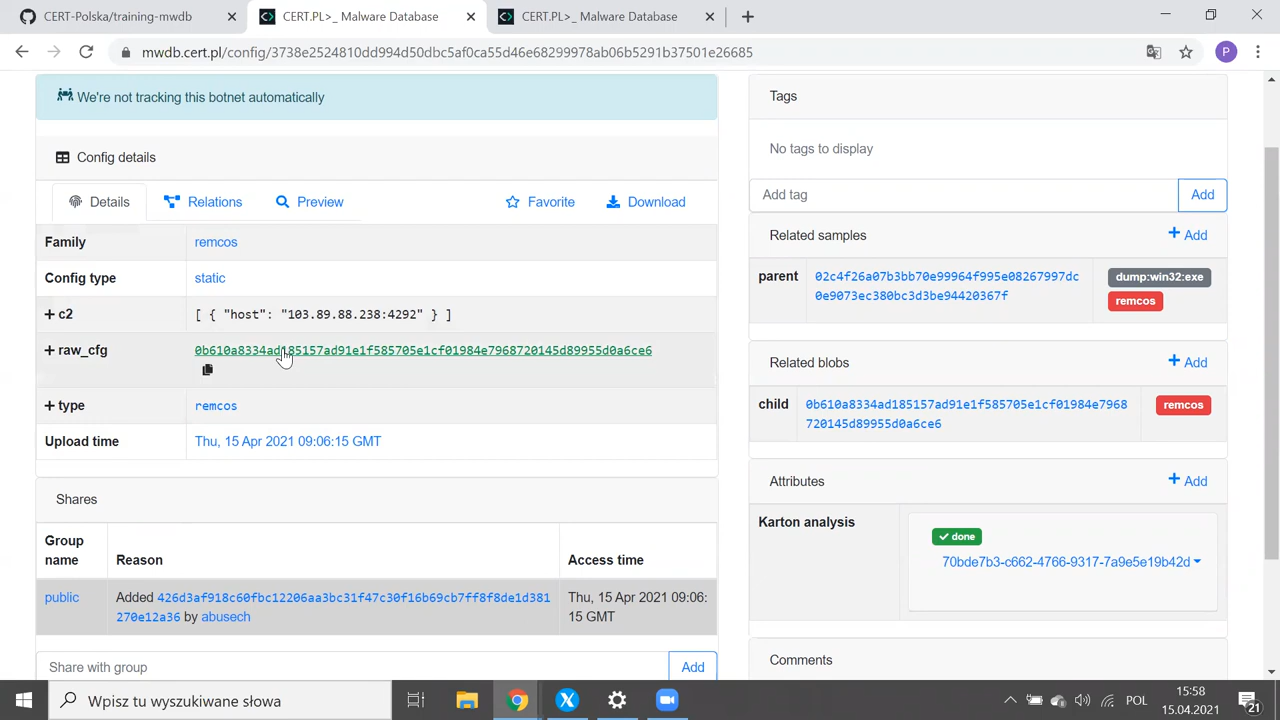 CERT-Polska/training-mwdb
CERT.PL>_ Malware Database
CERT.PL>_ Malware Database
mwdb.cert.pl/config/3738e2524810dd994d50dbc5af0ca55d46e68299978ab06b5291b37501e26685
P
We're not tracking this botnet automatically
Config details
Details
Relations
Preview
Favorite
Download
Family
remcos
Config type
static
+ c2
[ { "host": "103.89.88.238:4292" } ]
+ raw_cfg
0b610a8334ad185157ad91e1f585705e1cf01984e7968720145d89955d0a6ce6
+ type
remcos
Upload time
Thu, 15 Apr 2021 09:06:15 GMT
Shares
Group name
Reason
Access time
public
Added 426d3af918c60fbc12206aa3bc31f47c30f16b69cb7ff8f8de1d381
270e12a36 by abusech
Thu, 15 Apr 2021 09:06:
15 GMT
Share with group
Add
Tags
No tags to display
Add tag
Add
Related samples
+ Add
parent
02c4f26a07b3bb70e99964f995e08267997dc
0e9073ec380bc3d3be94420367f
dump:win32:exe
remcos
Related blobs
+ Add
child
0b610a8334ad185157ad91e1f585705e1cf01984e7968
720145d89955d0a6ce6
remcos
Attributes
+ Add
Karton analysis
done
70bde7b3-c662-4766-9317-7a9e5e19b42d
Comments
Wpisz tu wyszukiwane słowa
POL
15:58
15.04.2021
21